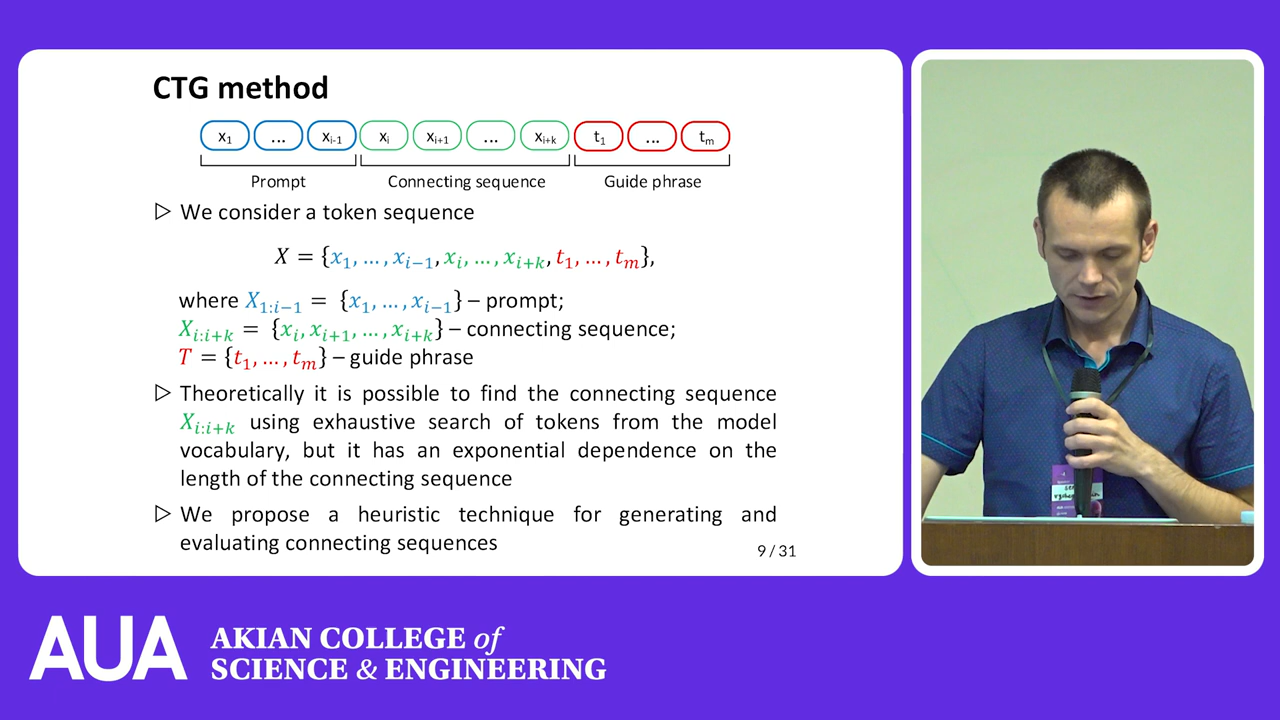 CTG method
x1 ... xi-1 xi xi+1 ... xi+k t1 ... tm
Prompt Connecting sequence Guide phrase
▷ We consider a token sequence
X = {x1, … , xi−1, xi, … , xi+k, t1, … , tm},
where X1:i−1 = {x1, … , xi−1} – prompt;
Xi:i+k = {xi, xi+1, … , xi+k} – connecting sequence;
T = {t1, … , tm} – guide phrase
▷ Theoretically it is possible to find the connecting sequence
Xi:i+k using exhaustive search of tokens from the model
vocabulary, but it has an exponential dependence on the
length of the connecting sequence
▷ We propose a heuristic technique for generating and
evaluating connecting sequences
9 / 31
AUA AKIAN COLLEGE of
SCIENCE & ENGINEERING